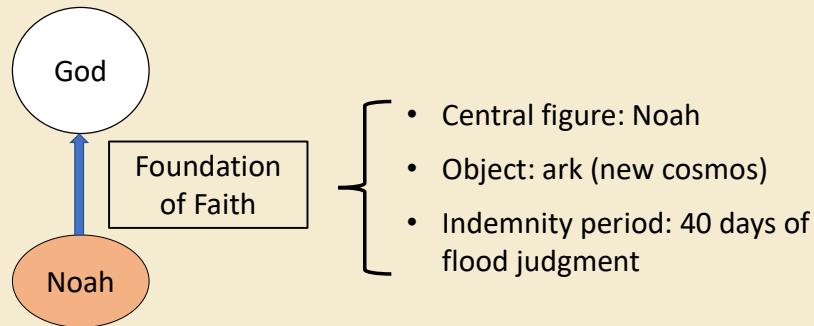 God
Foundation
of Faith
Noah
• Central figure: Noah
• Object: ark (new cosmos)
• Indemnity period: 40 days of
flood judgment